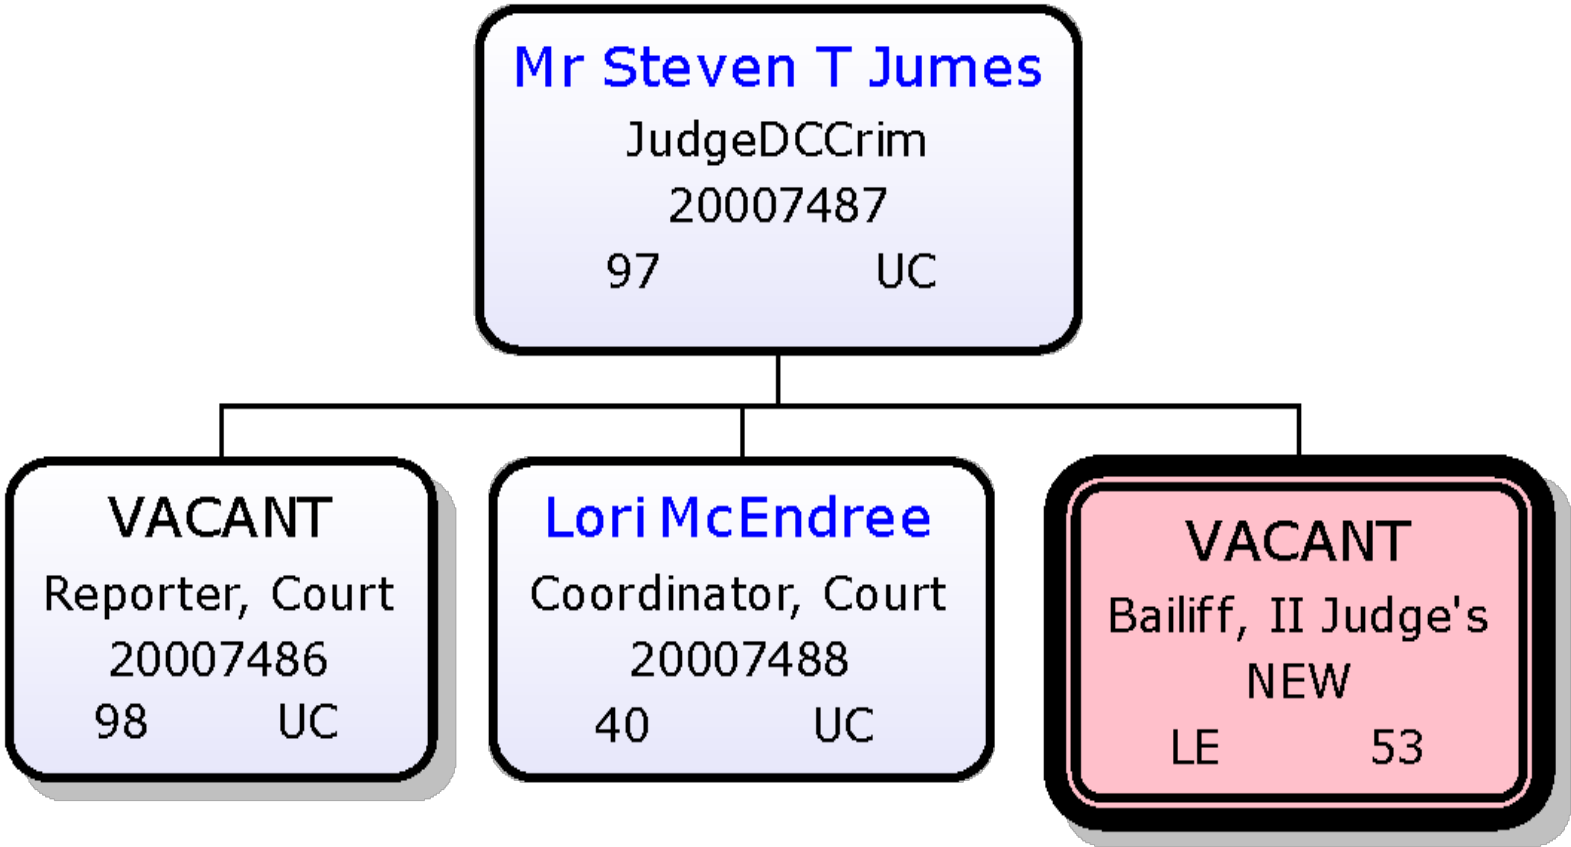 Mr Steven T Jumes
JudgeDCCrim
20007487
97 UC
VACANT
Reporter, Court
20007486
98 UC
Lori McEndree
Coordinator, Court
20007488
40 UC
VACANT
Bailiff, II Judge's
NEW
LE 53